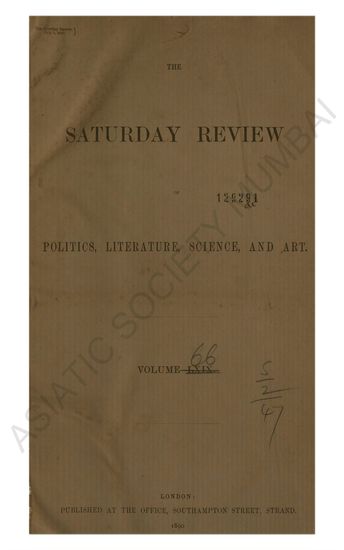 THE
SATURDAY REVIEW
OF
129291
POLITICS, LITERATURE, SCIENCE, AND ART.
66
VOLUME LXIX.
5
2
47
LONDON:
PUBLISHED AT THE OFFICE, SOUTHAMPTON STREET, STRAND.
1890
ASIATIC SOCIETY MUMBAI